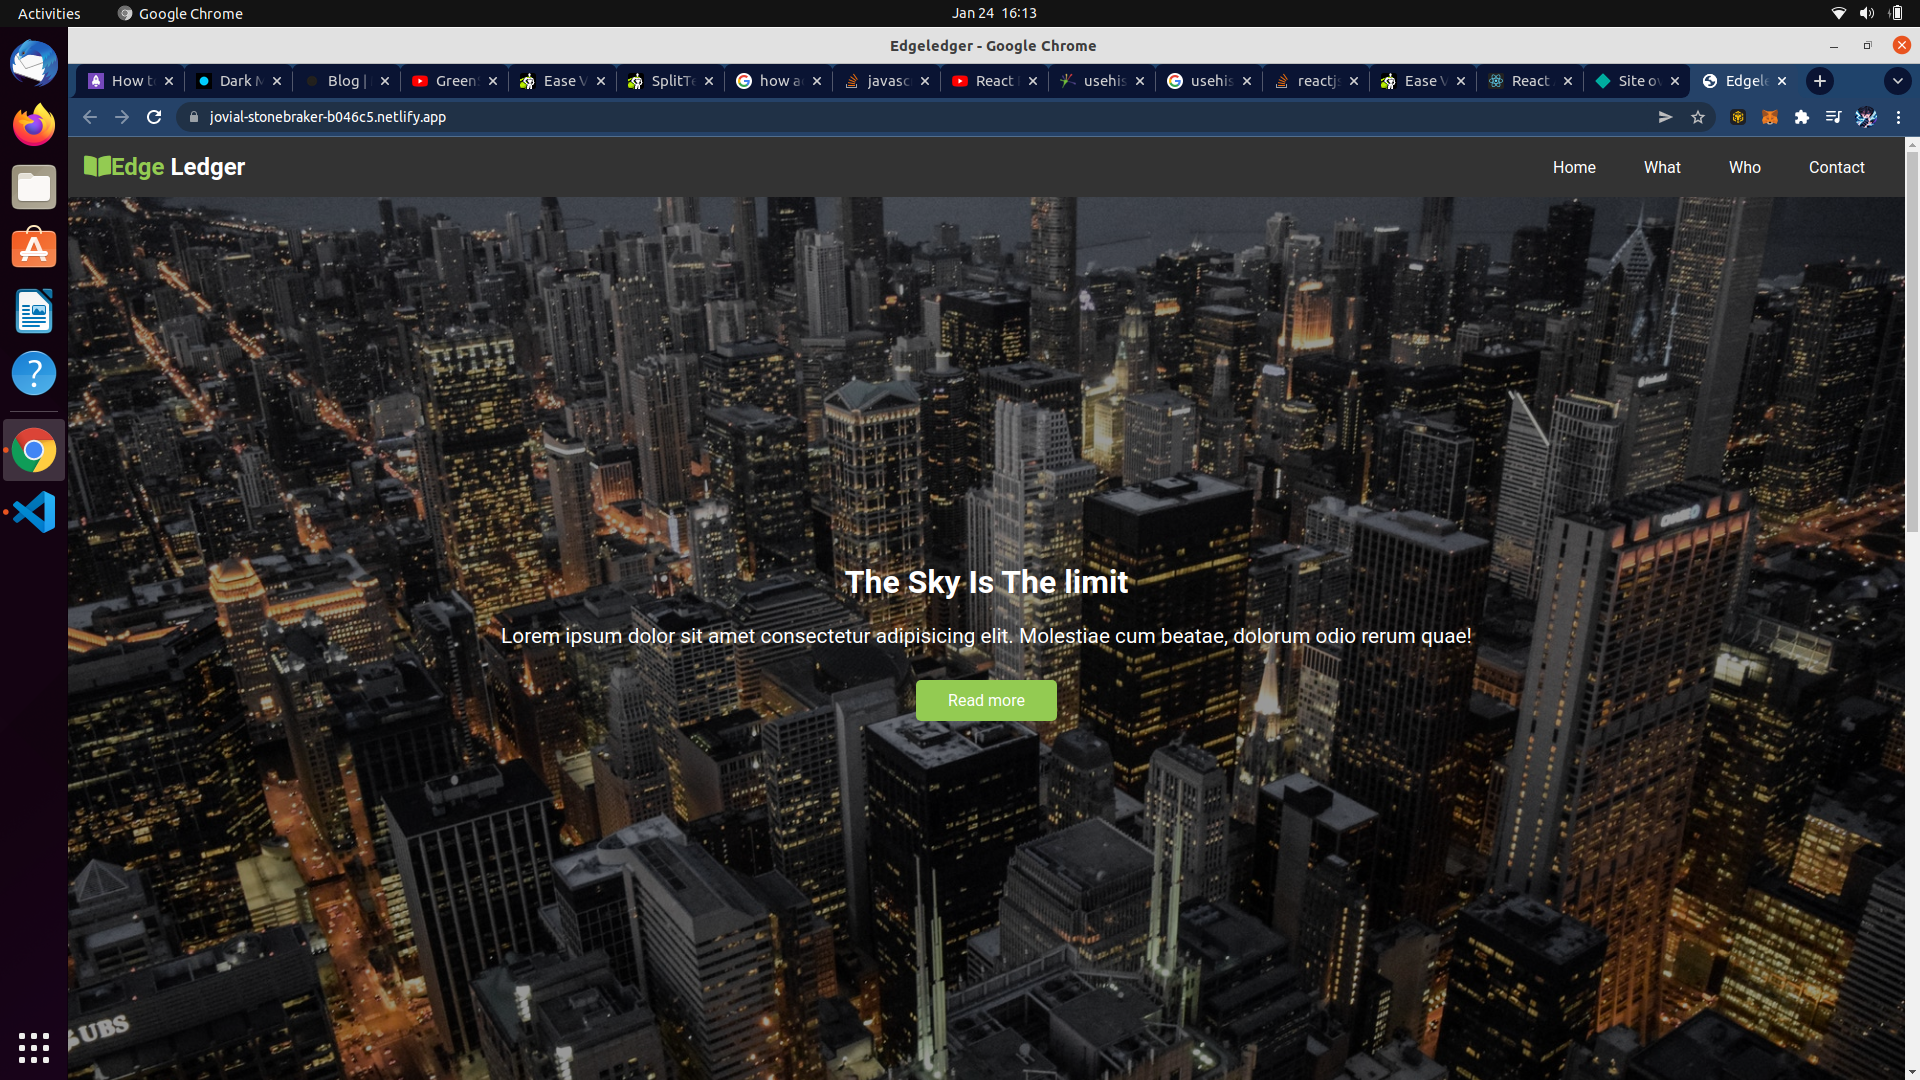 Activities
Google Chrome
Jan 24 16:13
Edgeledger - Google Chrome
How t
Dark M
Blog |
Green
Ease V
SplitTe
how a
javasc
React
usehis
usehis
reactjs
Ease V
React
Site ov
Edgele
jovial-stonebraker-b046c5.netlify.app
Edge Ledger
Home
What
Who
Contact
The Sky Is The limit
Lorem ipsum dolor sit amet consectetur adipisicing elit. Molestiae cum beatae, dolorum odio rerum quae!
Read more
UBS